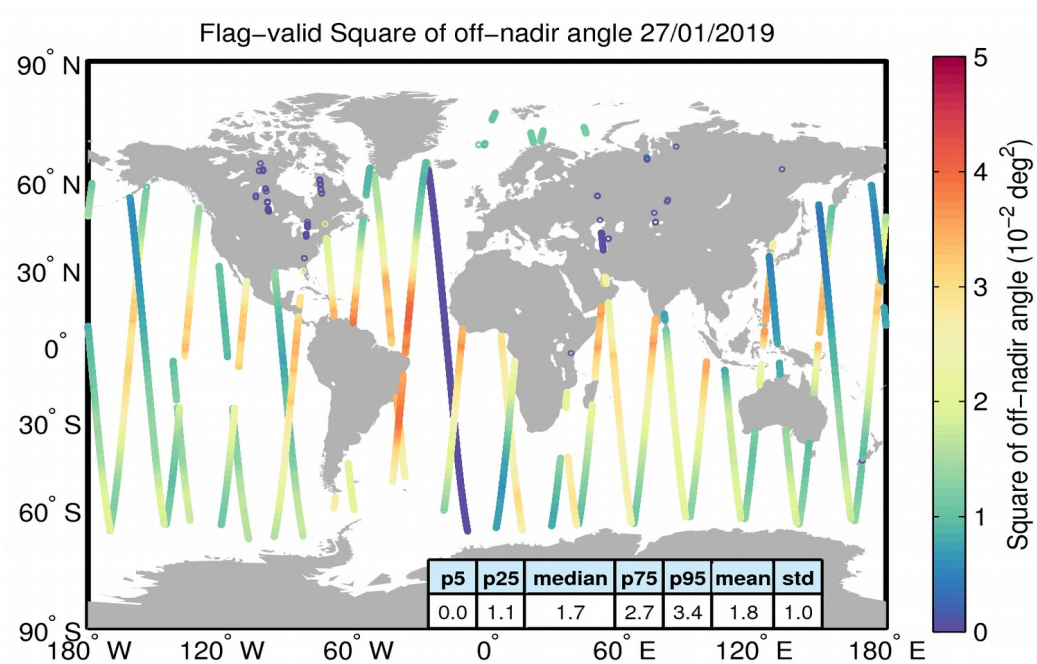 Flag−valid Square of off−nadir angle 27/01/2019
90° N
60° N
30° N
0°
30° S
60° S
90° S
180° W
120° W
60° W
0°
60° E
120° E
180° E
p5 p25 median p75 p95 mean std
0.0 1.1 1.7 2.7 3.4 1.8 1.0
5
4
3
2
1
0
Square of off−nadir angle (10⁻² deg²)